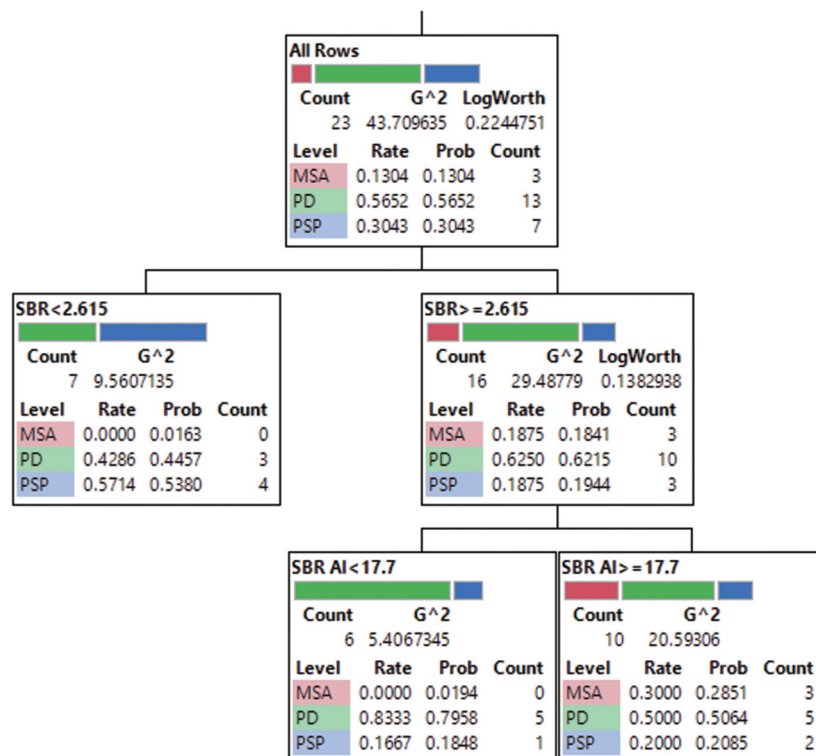 All Rows
Count G^2 LogWorth
23 43.709635 0.2244751
Level Rate Prob Count
MSA 0.1304 0.1304 3
PD 0.5652 0.5652 13
PSP 0.3043 0.3043 7
SBR<2.615
Count G^2
7 9.5607135
Level Rate Prob Count
MSA 0.0000 0.0163 0
PD 0.4286 0.4457 3
PSP 0.5714 0.5380 4
SBR>=2.615
Count G^2 LogWorth
16 29.48779 0.1382938
Level Rate Prob Count
MSA 0.1875 0.1841 3
PD 0.6250 0.6215 10
PSP 0.1875 0.1944 3
SBR AI<17.7
Count G^2
6 5.4067345
Level Rate Prob Count
MSA 0.0000 0.0194 0
PD 0.8333 0.7958 5
PSP 0.1667 0.1848 1
SBR AI>=17.7
Count G^2
10 20.59306
Level Rate Prob Count
MSA 0.3000 0.2851 3
PD 0.5000 0.5064 5
PSP 0.2000 0.2085 2